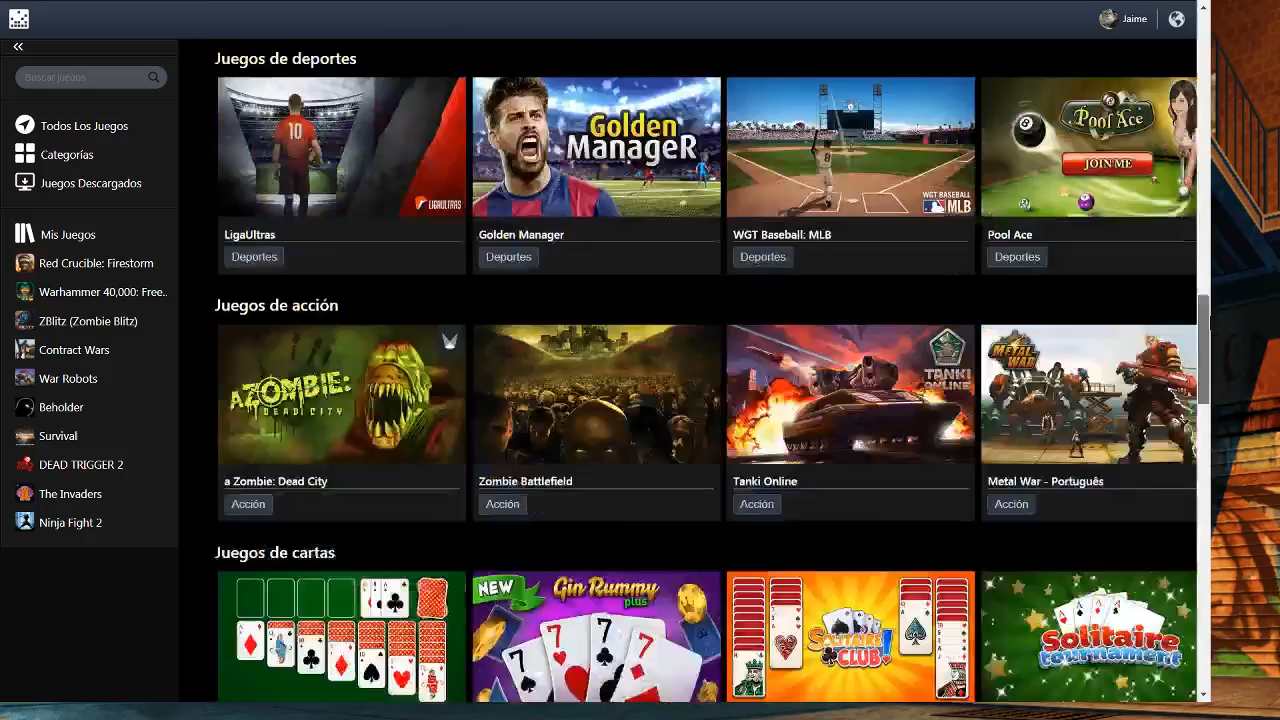 Jaime
Buscar juegos
Todos Los Juegos
Categorías
Juegos Descargados
Mis Juegos
Red Crucible: Firestorm
Warhammer 40,000: Free..
ZBlitz (Zombie Blitz)
Contract Wars
War Robots
Beholder
Survival
DEAD TRIGGER 2
The Invaders
Ninja Fight 2
Juegos de deportes
10
LIGAULTRAS
Golden
ManageR
WGT BASEBALL
MLB
Pool Ace
JOIN ME
LigaUltras
Golden Manager
WGT Baseball: MLB
Pool Ace
Deportes
Deportes
Deportes
Deportes
Juegos de acción
aZOMBIE:
DEAD CITY
TANKI
ONLINE
METAL
WAR
a Zombie: Dead City
Zombie Battlefield
Tanki Online
Metal War - Português
Acción
Acción
Acción
Acción
Juegos de cartas
NEW
Gin Rummy
plus
7
7
7
7
SOLITAIRE
CLUB!
Solitaire
tournament